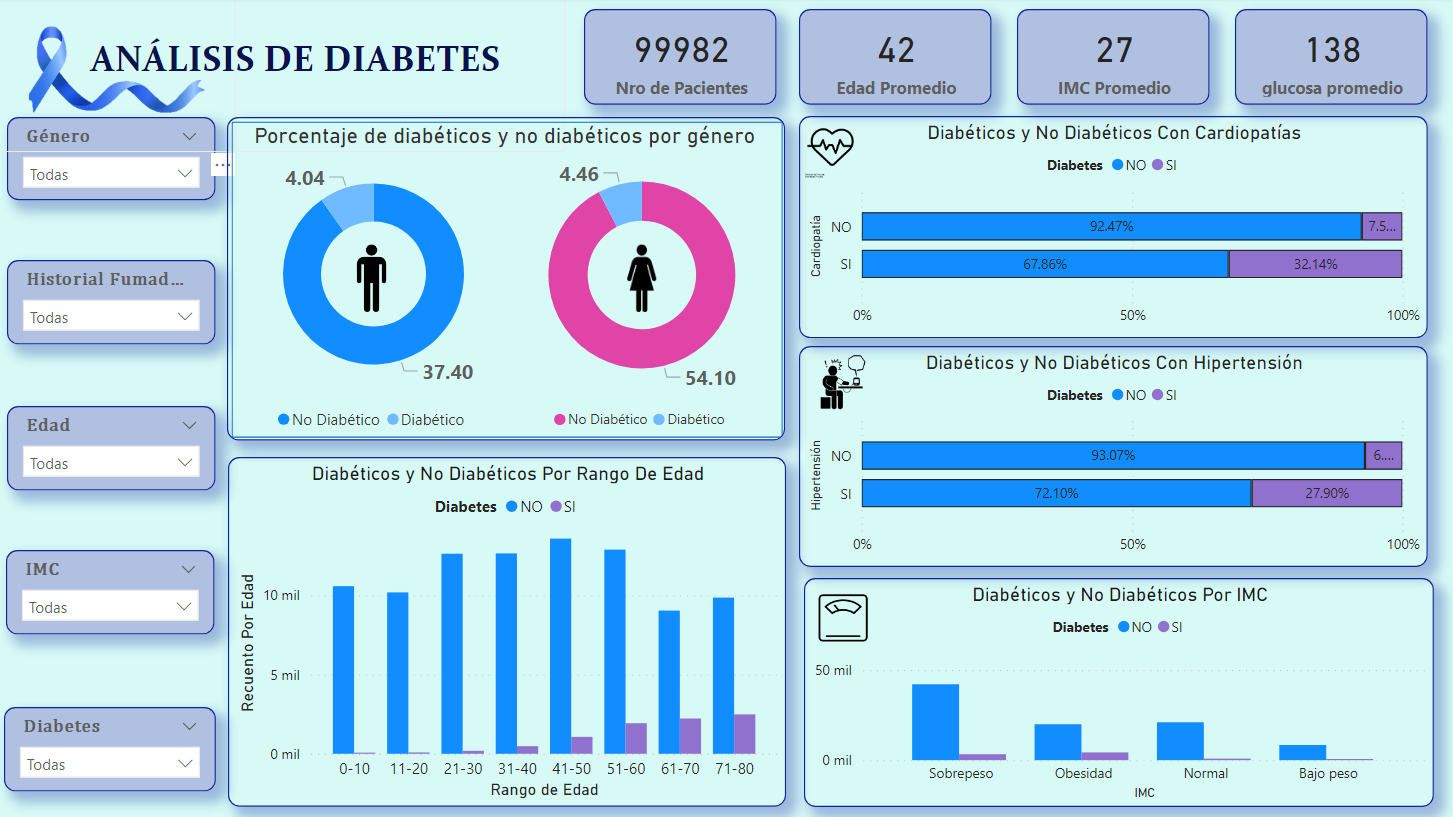 ANÁLISIS DE DIABETES
99982
Nro de Pacientes
42
Edad Promedio
27
IMC Promedio
138
glucosa promedio
Género
Todas
Historial Fumad...
Todas
Edad
Todas
IMC
Todas
Diabetes
Todas
Porcentaje de diabéticos y no diabéticos por género
4.04
37.40
No Diabético Diabético
4.46
54.10
No Diabético Diabético
Diabéticos y No Diabéticos Por Rango De Edad
Diabetes NO SI
Recuento Por Edad
10 mil
5 mil
0 mil
0-10 11-20 21-30 31-40 41-50 51-60 61-70 71-80
Rango de Edad
Diabéticos y No Diabéticos Con Cardiopatías
Diabetes NO SI
Cardiopatía
NO 92.47% 7.5...
SI 67.86% 32.14%
0% 50% 100%
Diabéticos y No Diabéticos Con Hipertensión
Diabetes NO SI
Hipertensión
NO 93.07% 6....
SI 72.10% 27.90%
0% 50% 100%
Diabéticos y No Diabéticos Por IMC
Diabetes NO SI
50 mil
0 mil
Sobrepeso Obesidad Normal Bajo peso
IMC